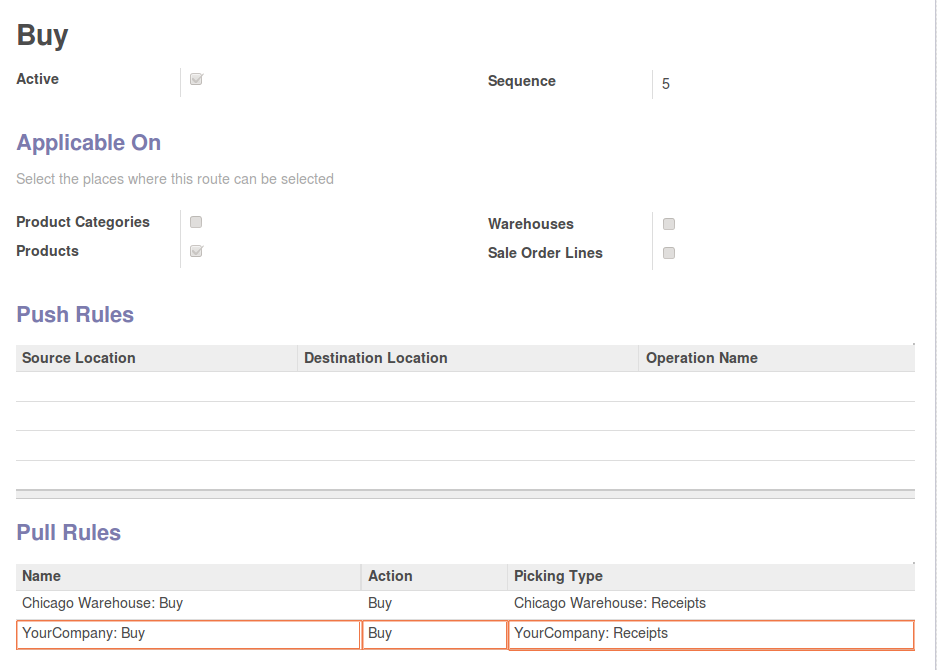 Buy
Active
Sequence 5
Applicable On
Select the places where this route can be selected
Product Categories
Warehouses
Products
Sale Order Lines
Push Rules
Source Location Destination Location Operation Name
Pull Rules
Name Action Picking Type
Chicago Warehouse: Buy Buy Chicago Warehouse: Receipts
YourCompany: Buy Buy YourCompany: Receipts